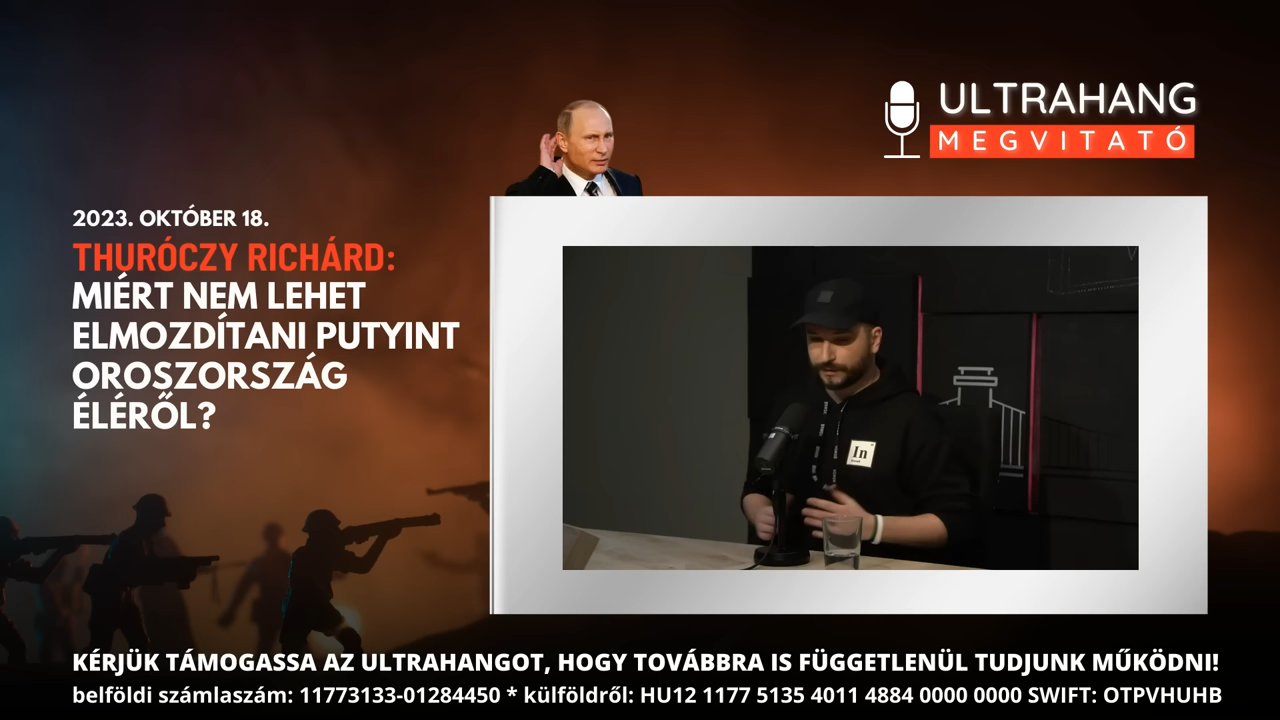 ULTRAHANG
MEGVITATÓ
2023. OKTÓBER 18.
THURÓCZY RICHÁRD:
MIÉRT NEM LEHET
ELMOZDÍTANI PUTYINT
OROSZORSZÁG
ÉLÉRŐL?
In
KÉRJÜK TÁMOGASSA AZ ULTRAHANGOT, HOGY TOVÁBBRA IS FÜGGETLENÜL TUDJUNK MŰKÖDNI!
belföldi számlaszám: 11773133-01284450 * külföldről: HU12 1177 5135 4011 4884 0000 0000 SWIFT: OTPVHUHB